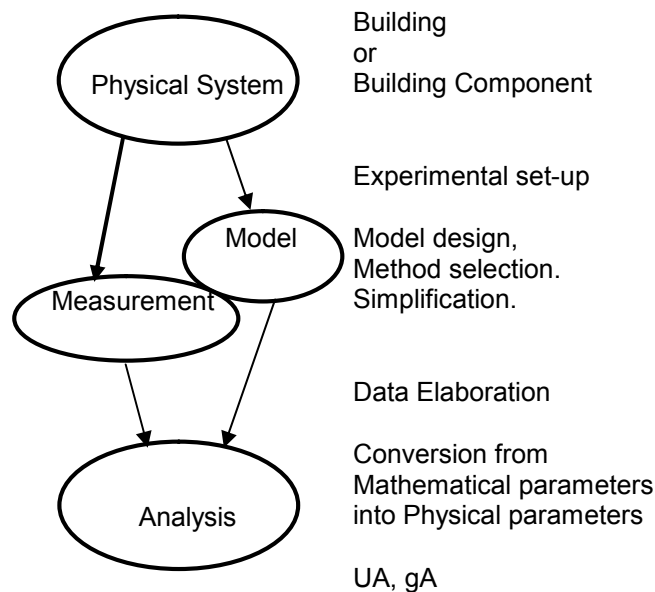 Building
or
Building Component
Physical System
Experimental set-up
Model
Model design,
Method selection.
Simplification.
Measurement
Data Elaboration
Conversion from
Mathematical parameters
into Physical parameters
Analysis
UA, gA